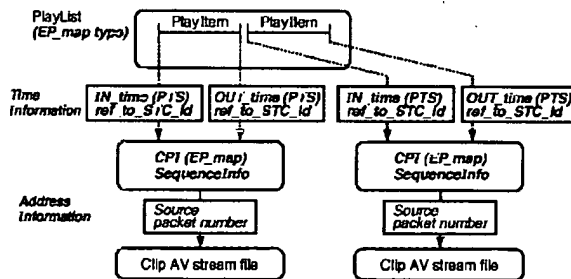 PlayList
(EP_map type)
PlayItem
PlayItem
Time
Information
IN_time (PTS)
ref_to_STC_id
OUT_time (PTS)
ref_to_STC_id
IN_time (PTS)
ref_to_STC_id
OUT_time (PTS)
ref_to_STC_id
CPI (EP_map)
SequenceInfo
CPI (EP_map)
SequenceInfo
Address
Information
Source
packet number
Source
packet number
Clip AV stream file
Clip AV stream file